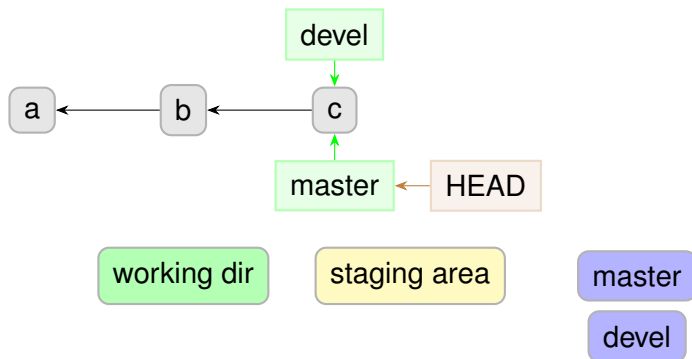 devel
a
b
c
master
HEAD
working dir
staging area
master
devel